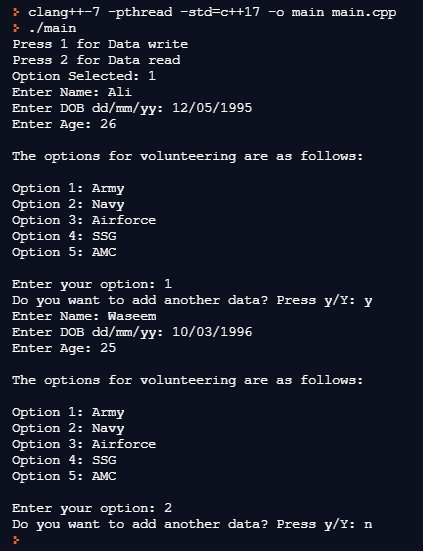 > clang++-7 -pthread -std=c++17 -o main main.cpp
> ./main
Press 1 for Data write
Press 2 for Data read
Option Selected: 1
Enter Name: Ali
Enter DOB dd/mm/yy: 12/05/1995
Enter Age: 26
The options for volunteering are as follows:
Option 1: Army
Option 2: Navy
Option 3: Airforce
Option 4: SSG
Option 5: AMC
Enter your option: 1
Do you want to add another data? Press y/Y: y
Enter Name: Waseem
Enter DOB dd/mm/yy: 10/03/1996
Enter Age: 25
The options for volunteering are as follows:
Option 1: Army
Option 2: Navy
Option 3: Airforce
Option 4: SSG
Option 5: AMC
Enter your option: 2
Do you want to add another data? Press y/Y: n
>